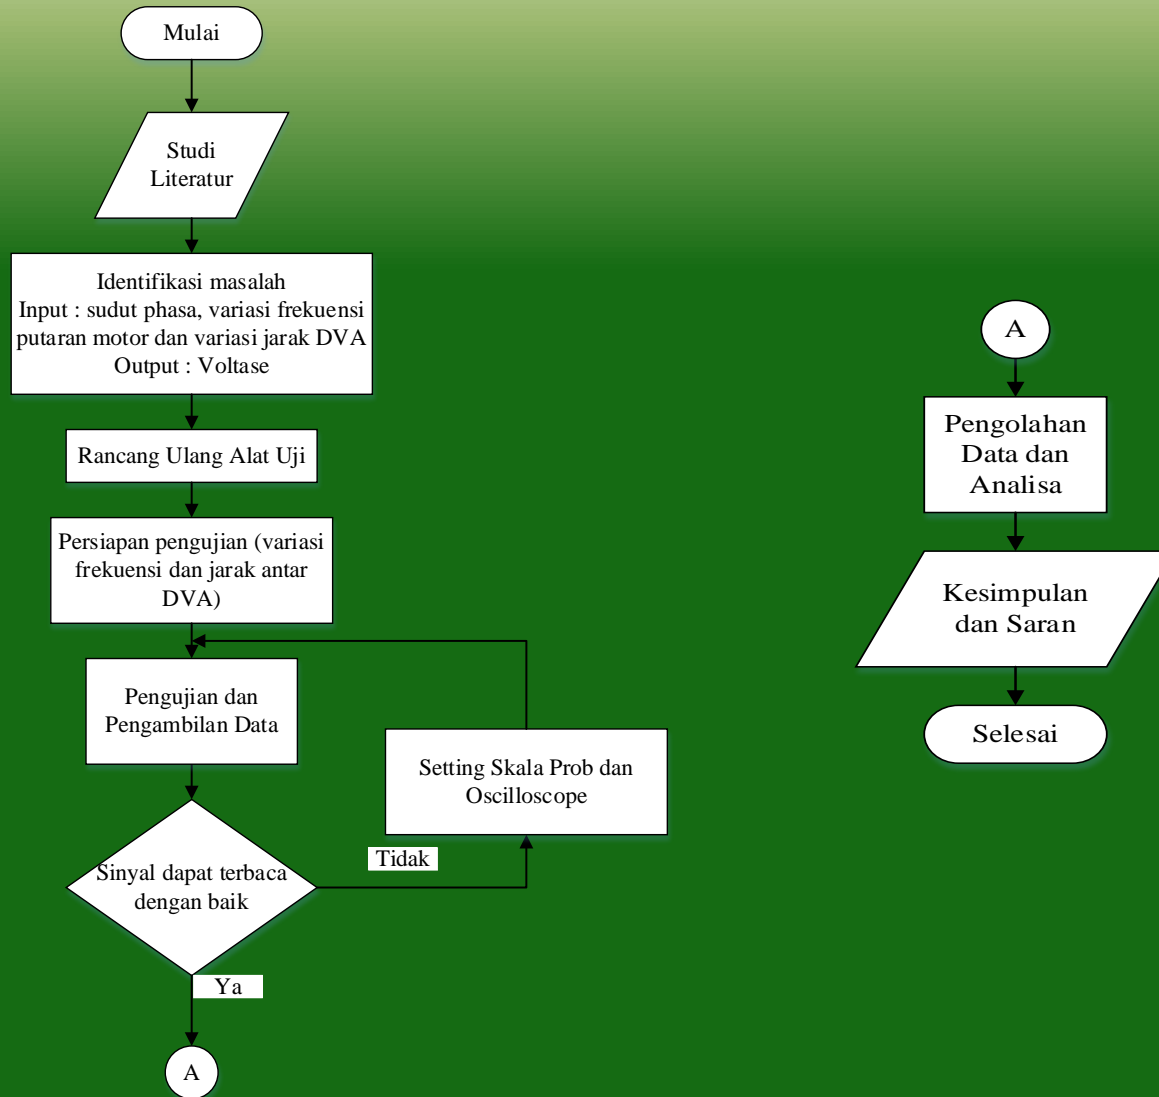 Mulai
Studi
Literatur
Identifikasi masalah
Input : sudut phasa, variasi frekuensi
putaran motor dan variasi jarak DVA
Output : Voltase
Rancang Ulang Alat Uji
Persiapan pengujian (variasi
frekuensi dan jarak antar
DVA)
Pengujian dan
Pengambilan Data
Setting Skala Prob dan
Oscilloscope
Tidak
Sinyal dapat terbaca
dengan baik
Ya
A
A
Pengolahan
Data dan
Analisa
Kesimpulan
dan Saran
Selesai